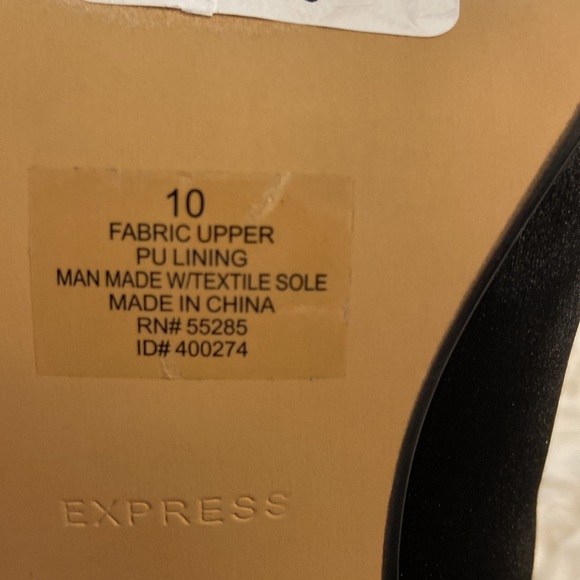 10
FABRIC UPPER
PU LINING
MAN MADE W/TEXTILE SOLE
MADE IN CHINA
RN# 55285
ID# 400274
EXPRESS